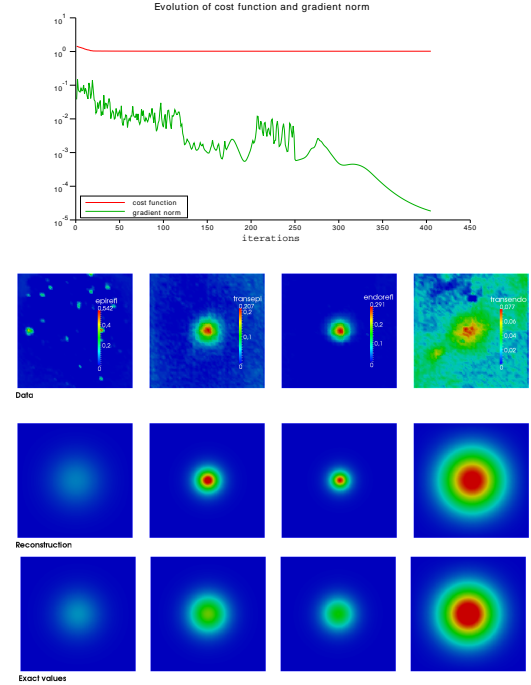 Evolution of cost function and gradient norm
10^1
10^0
10^-1
10^-2
10^-3
10^-4
10^-5
cost function
gradient norm
0 50 100 150 200 250 300 350 400 450
iterations
epirefl
0.542
0.4
0.2
0
transepi
0.207
0.2
0.1
0
endorefl
0.291
0.2
0.1
0
transendo
0.077
0.06
0.04
0.02
0
Data
Reconstruction
Exact values